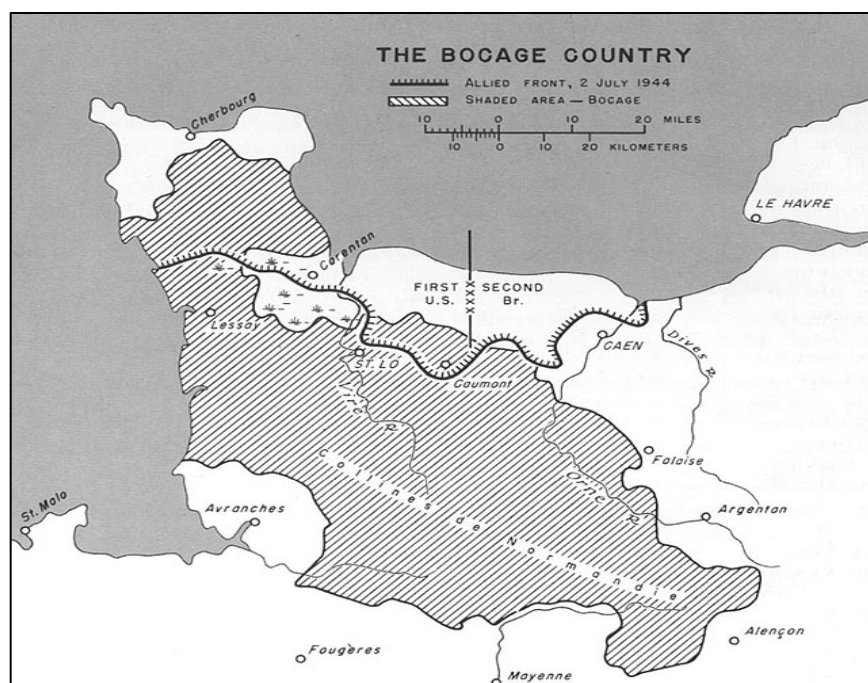 THE BOCAGE COUNTRY
ALLIED FRONT, 2 JULY 1944
SHADED AREA — BOCAGE
10 0 10 20 MILES
10 0 10 20 KILOMETERS
Cherbourg
LE HAVRE
Carentan
FIRST SECOND
U.S. Br.
Lessay
ST. LO
Caumont
CAEN
Dives R.
Vire R.
Falaise
Orne R.
Collines de Normandie
St. Malo
Avranches
Argentan
Alençon
Fougères
Mayenne